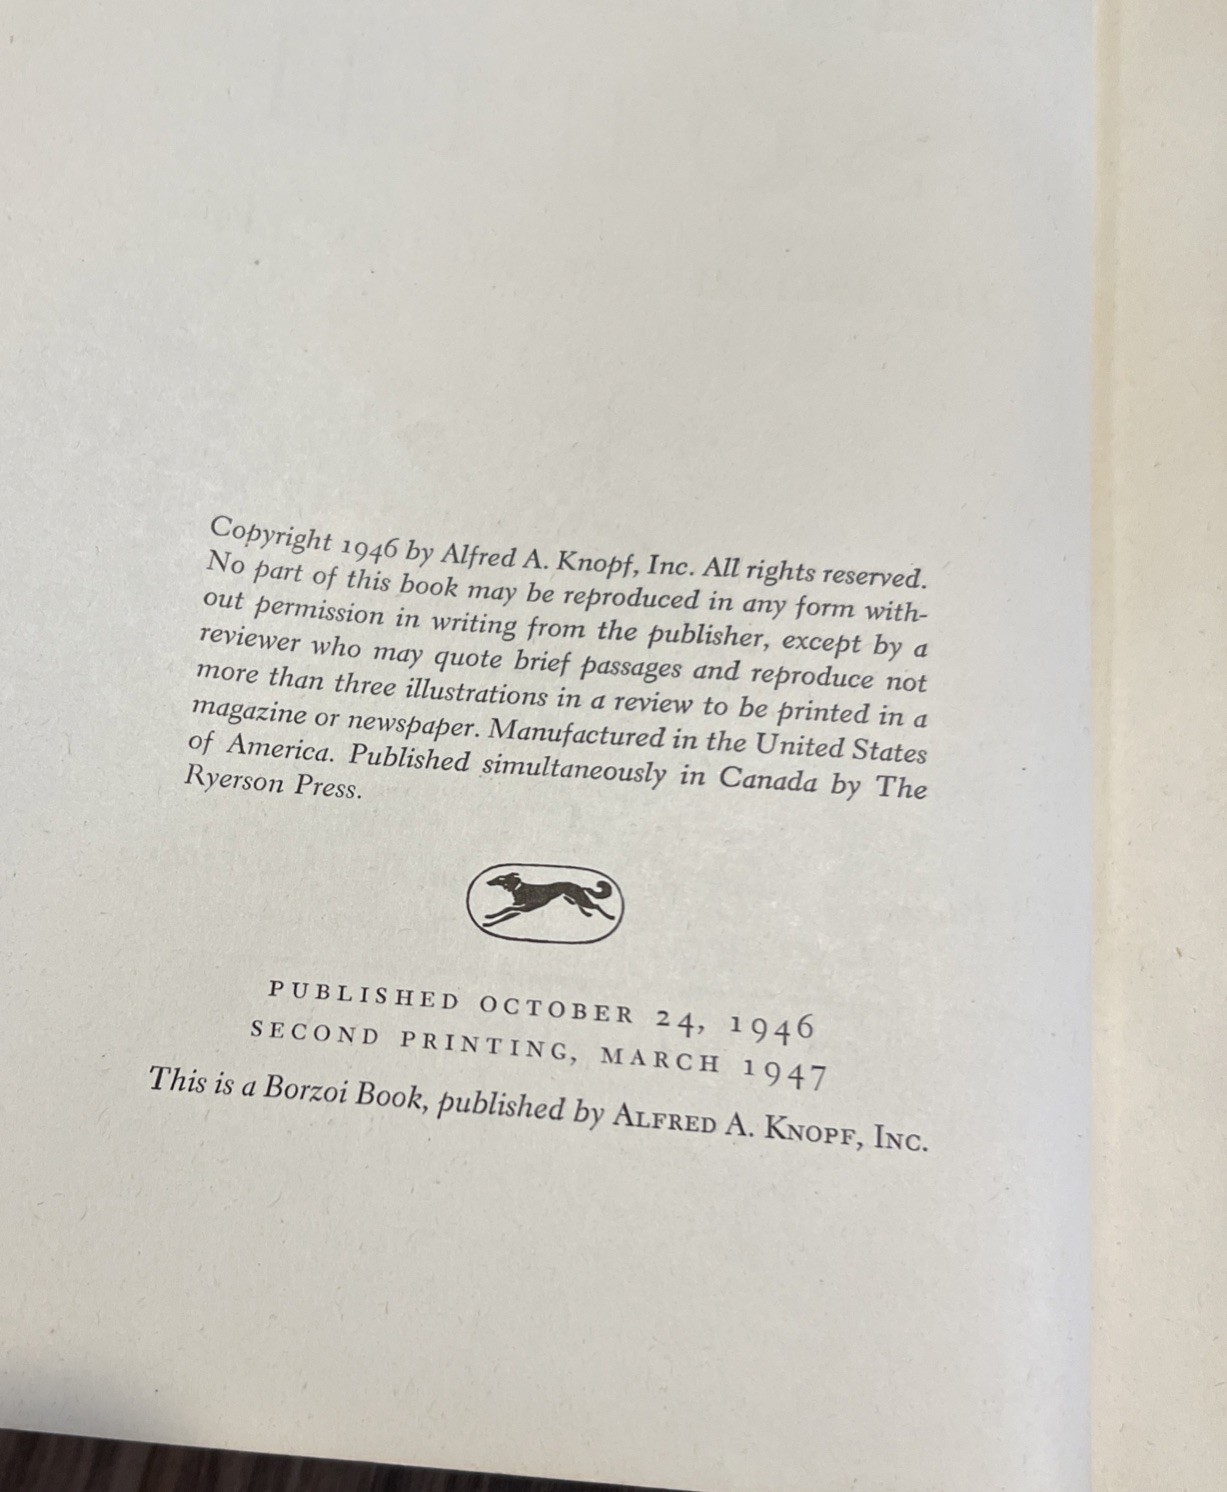 Copyright 1946 by Alfred A. Knopf, Inc. All rights reserved.
No part of this book may be reproduced in any form with-
out permission in writing from the publisher, except by a
reviewer who may quote brief passages and reproduce not
more than three illustrations in a review to be printed in a
magazine or newspaper. Manufactured in the United States
of America. Published simultaneously in Canada by The
Ryerson Press.
PUBLISHED OCTOBER 24, 1946
SECOND PRINTING, MARCH 1947
This is a Borzoi Book, published by ALFRED A. KNOPF, INC.